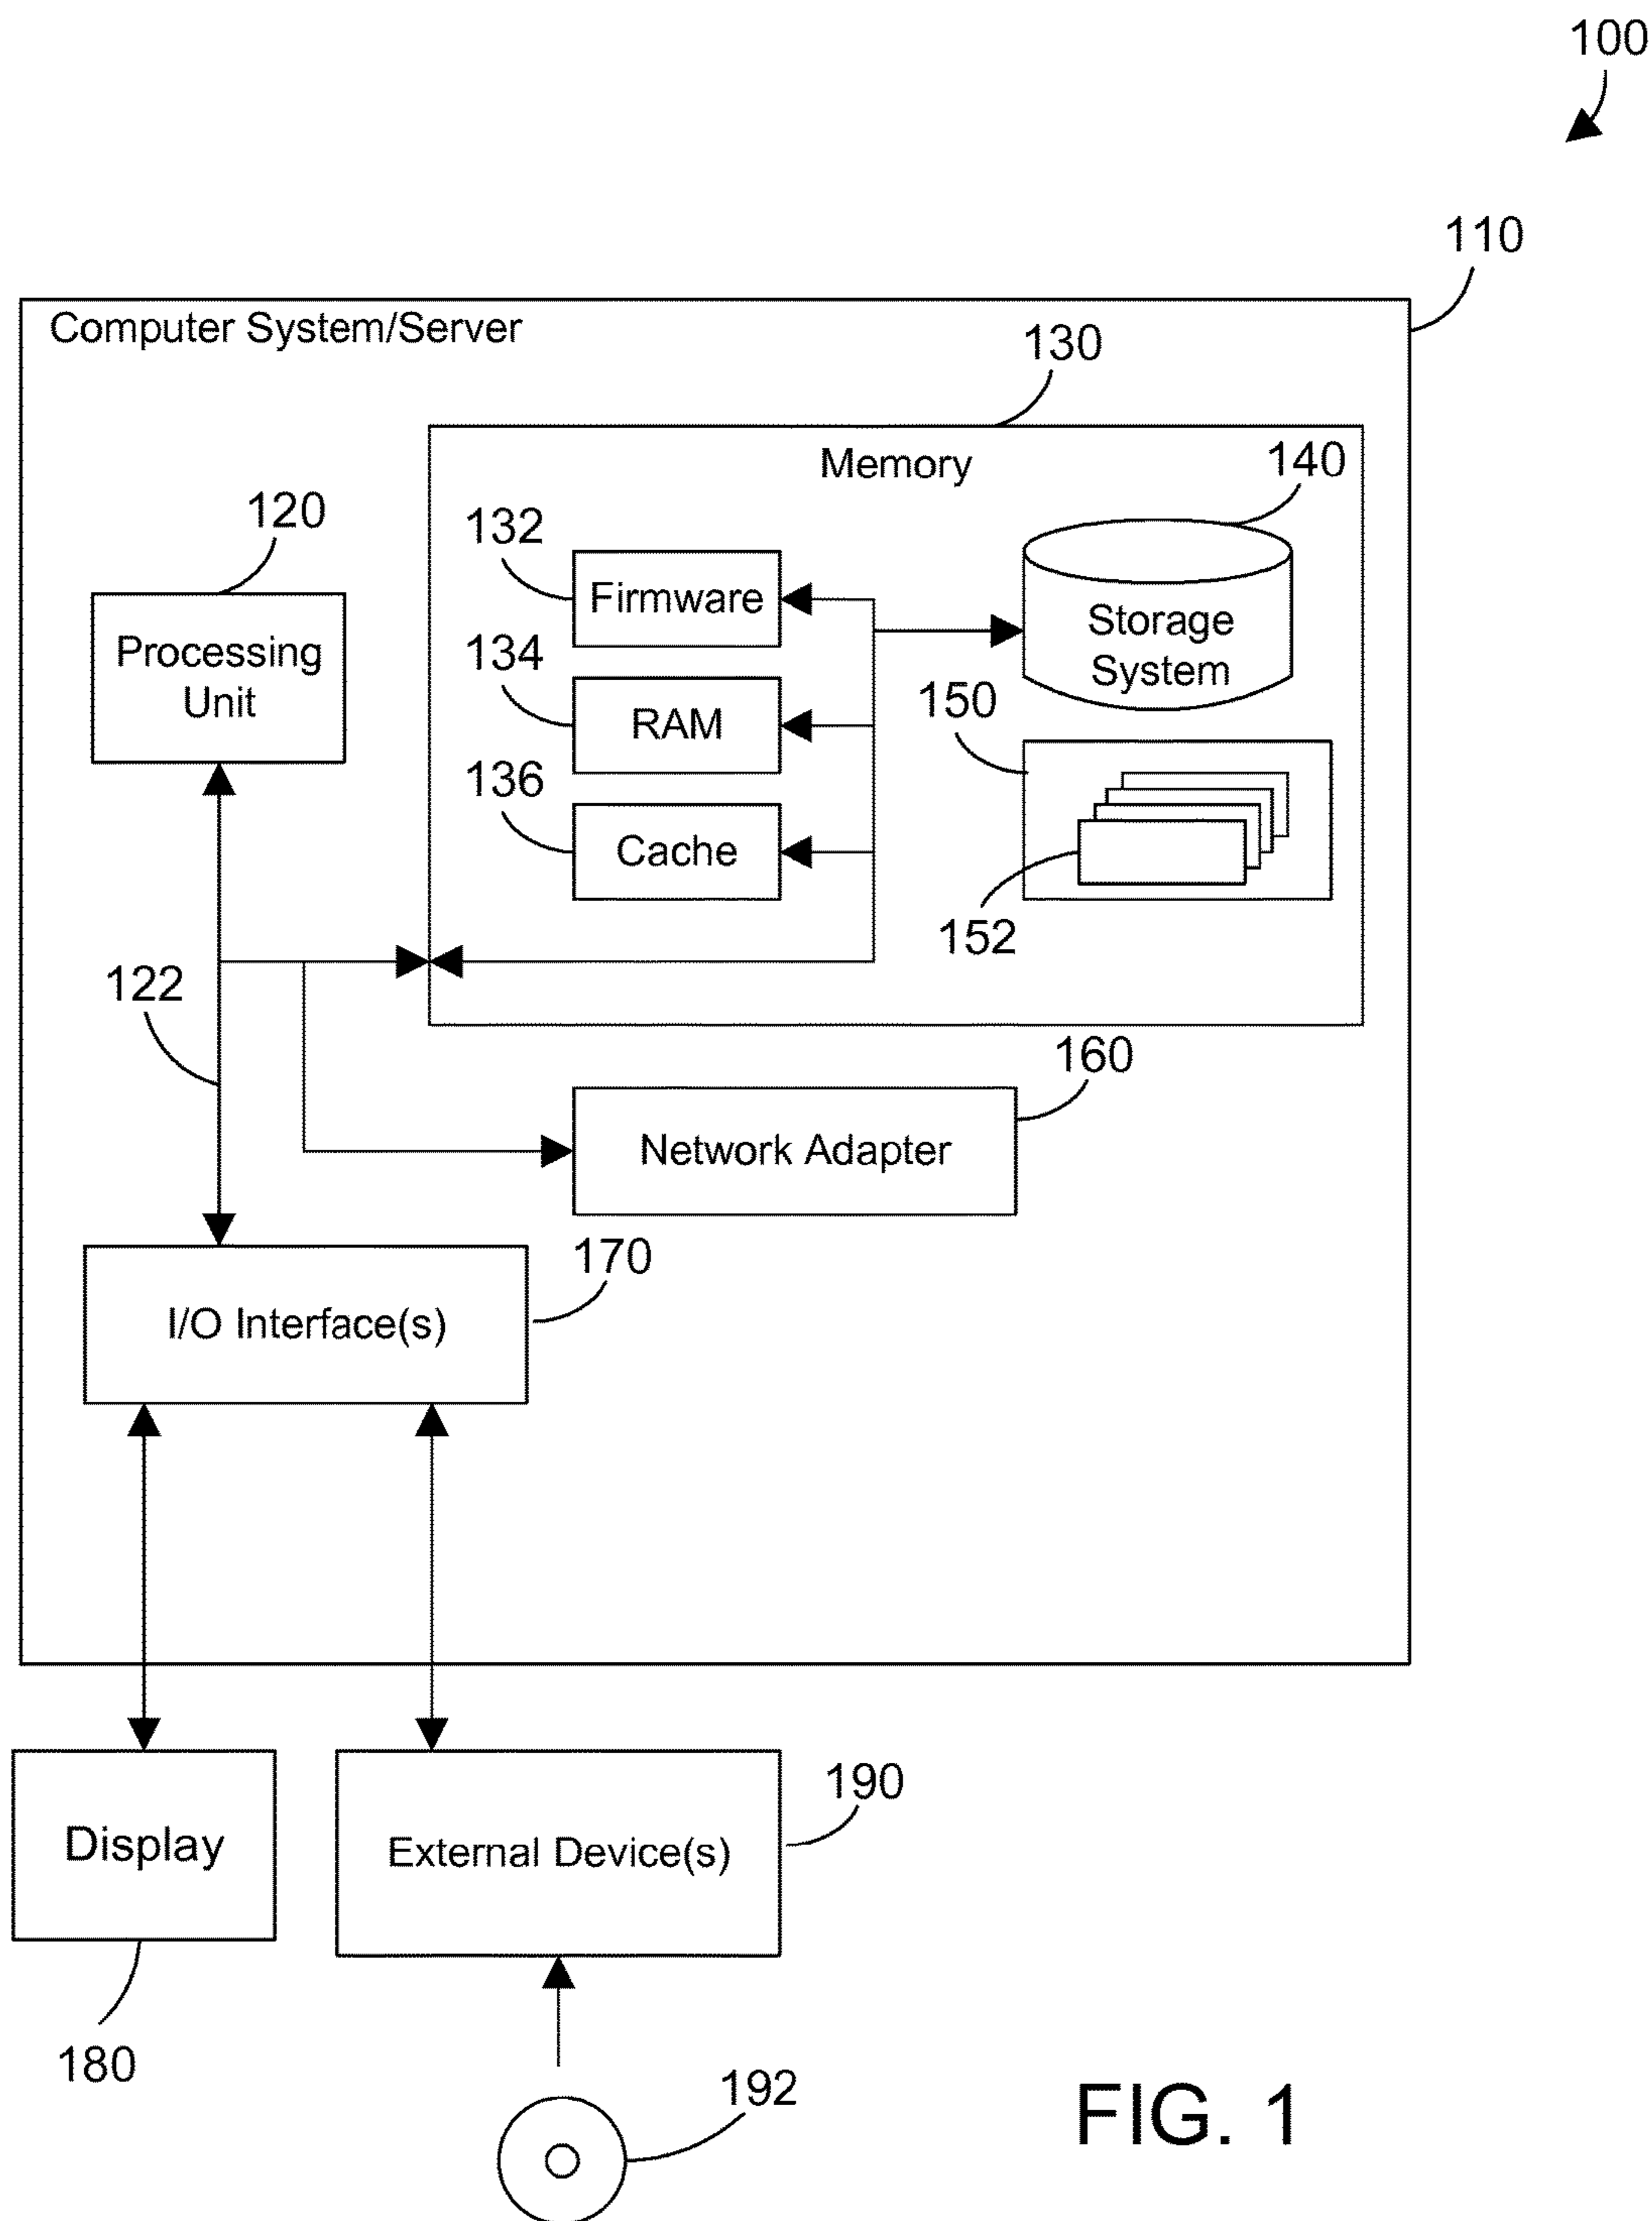 100
110
Computer System/Server
130
Memory
140
120
132
Firmware
Storage
System
Processing
Unit
134
RAM
150
136
Cache
152
122
160
Network Adapter
170
I/O Interface(s)
190
Display
External Device(s)
180
192
FIG. 1